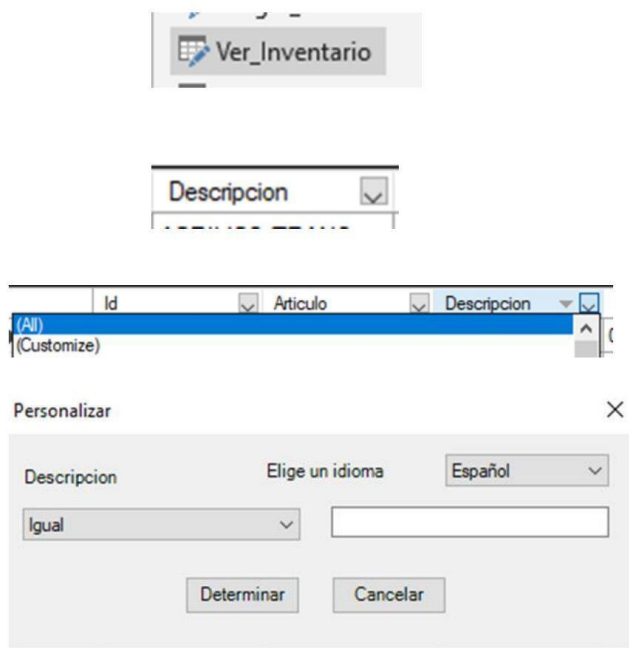 Ver_Inventario
Descripcion
Id Articulo Descripcion
(All)
(Customize)
Personalizar
Descripcion Elige un idioma Español
Igual
Determinar Cancelar